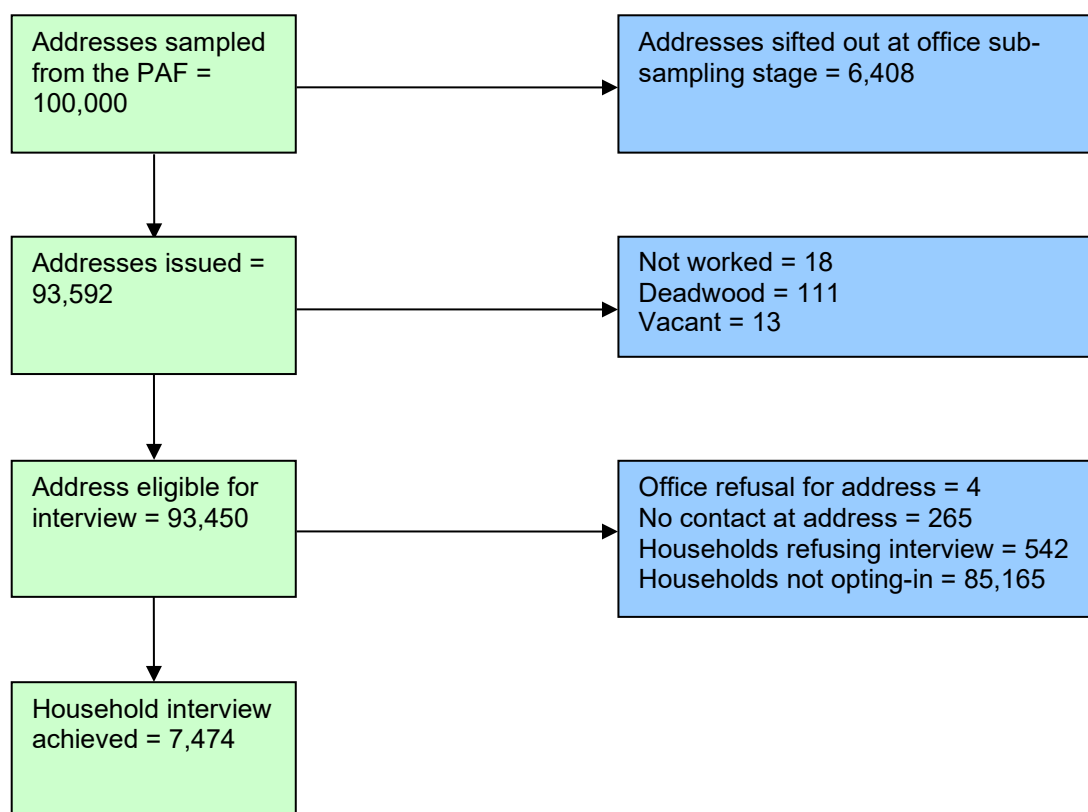 Addresses sampled
from the PAF =
100,000
Addresses sifted out at office sub-
sampling stage = 6,408
Addresses issued =
93,592
Not worked = 18
Deadwood = 111
Vacant = 13
Address eligible for
interview = 93,450
Office refusal for address = 4
No contact at address = 265
Households refusing interview = 542
Households not opting-in = 85,165
Household interview
achieved = 7,474